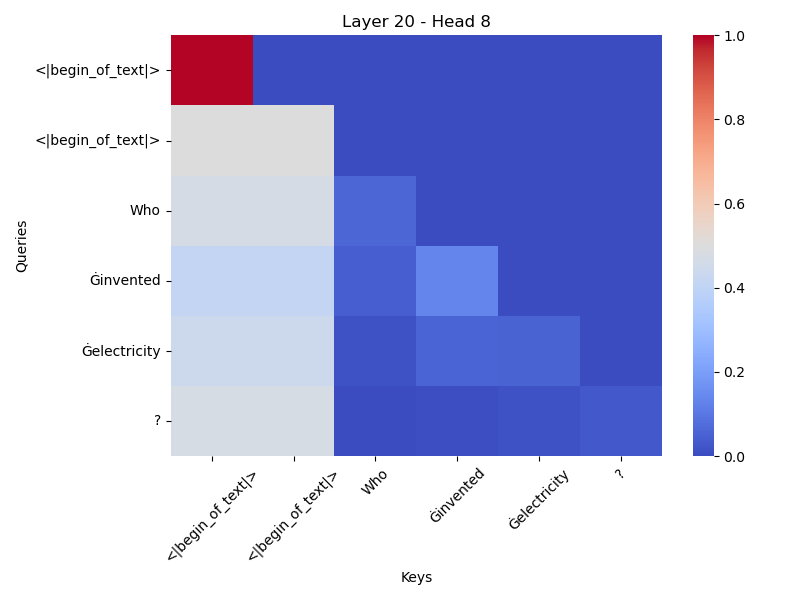 Layer 20 - Head 8
<|begin_of_text|>
<|begin_of_text|>
Who
Ġinvented
Ġelectricity
?
Queries
<|begin_of_text|>
<|begin_of_text|>
Who
Ġinvented
Ġelectricity
?
Keys
1.0
0.8
0.6
0.4
0.2
0.0